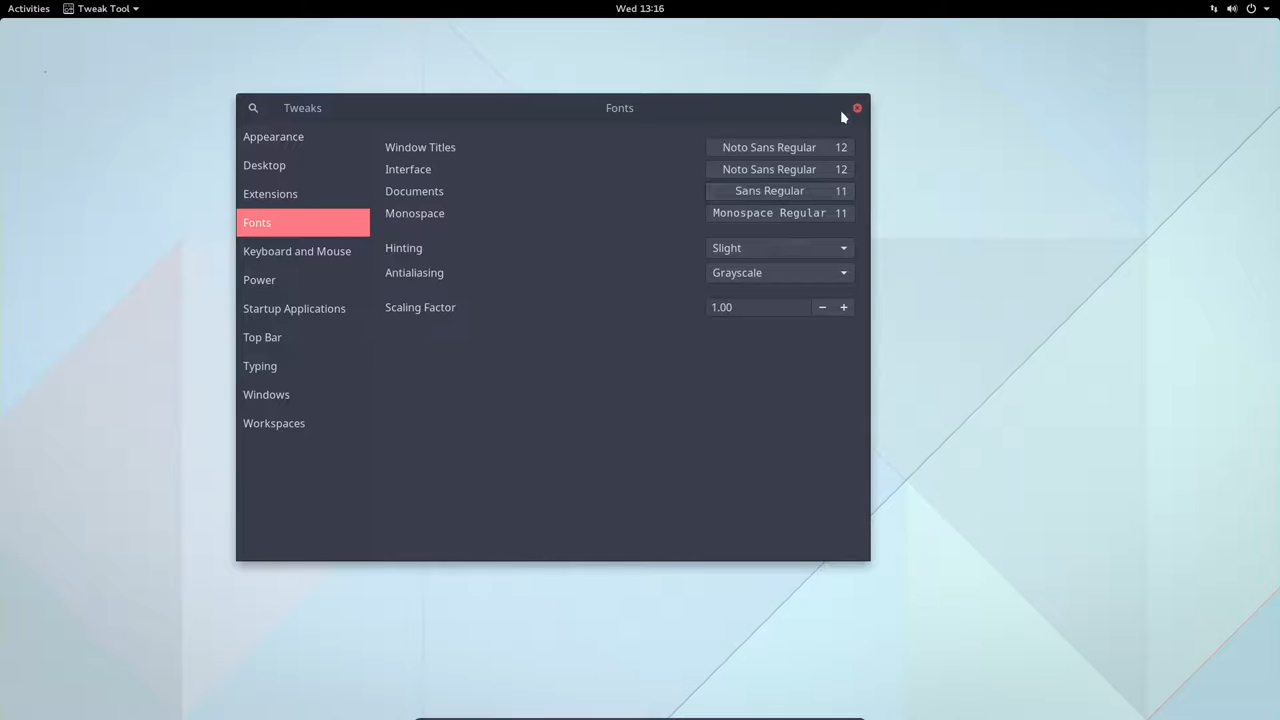 Activities Tweak Tool Wed 13:16
Tweaks Fonts
Appearance
Desktop
Extensions
Fonts
Keyboard and Mouse
Power
Startup Applications
Top Bar
Typing
Windows
Workspaces
Window Titles Noto Sans Regular 12
Interface Noto Sans Regular 12
Documents Sans Regular 11
Monospace Monospace Regular 11
Hinting Slight
Antialiasing Grayscale
Scaling Factor 1.00 − +